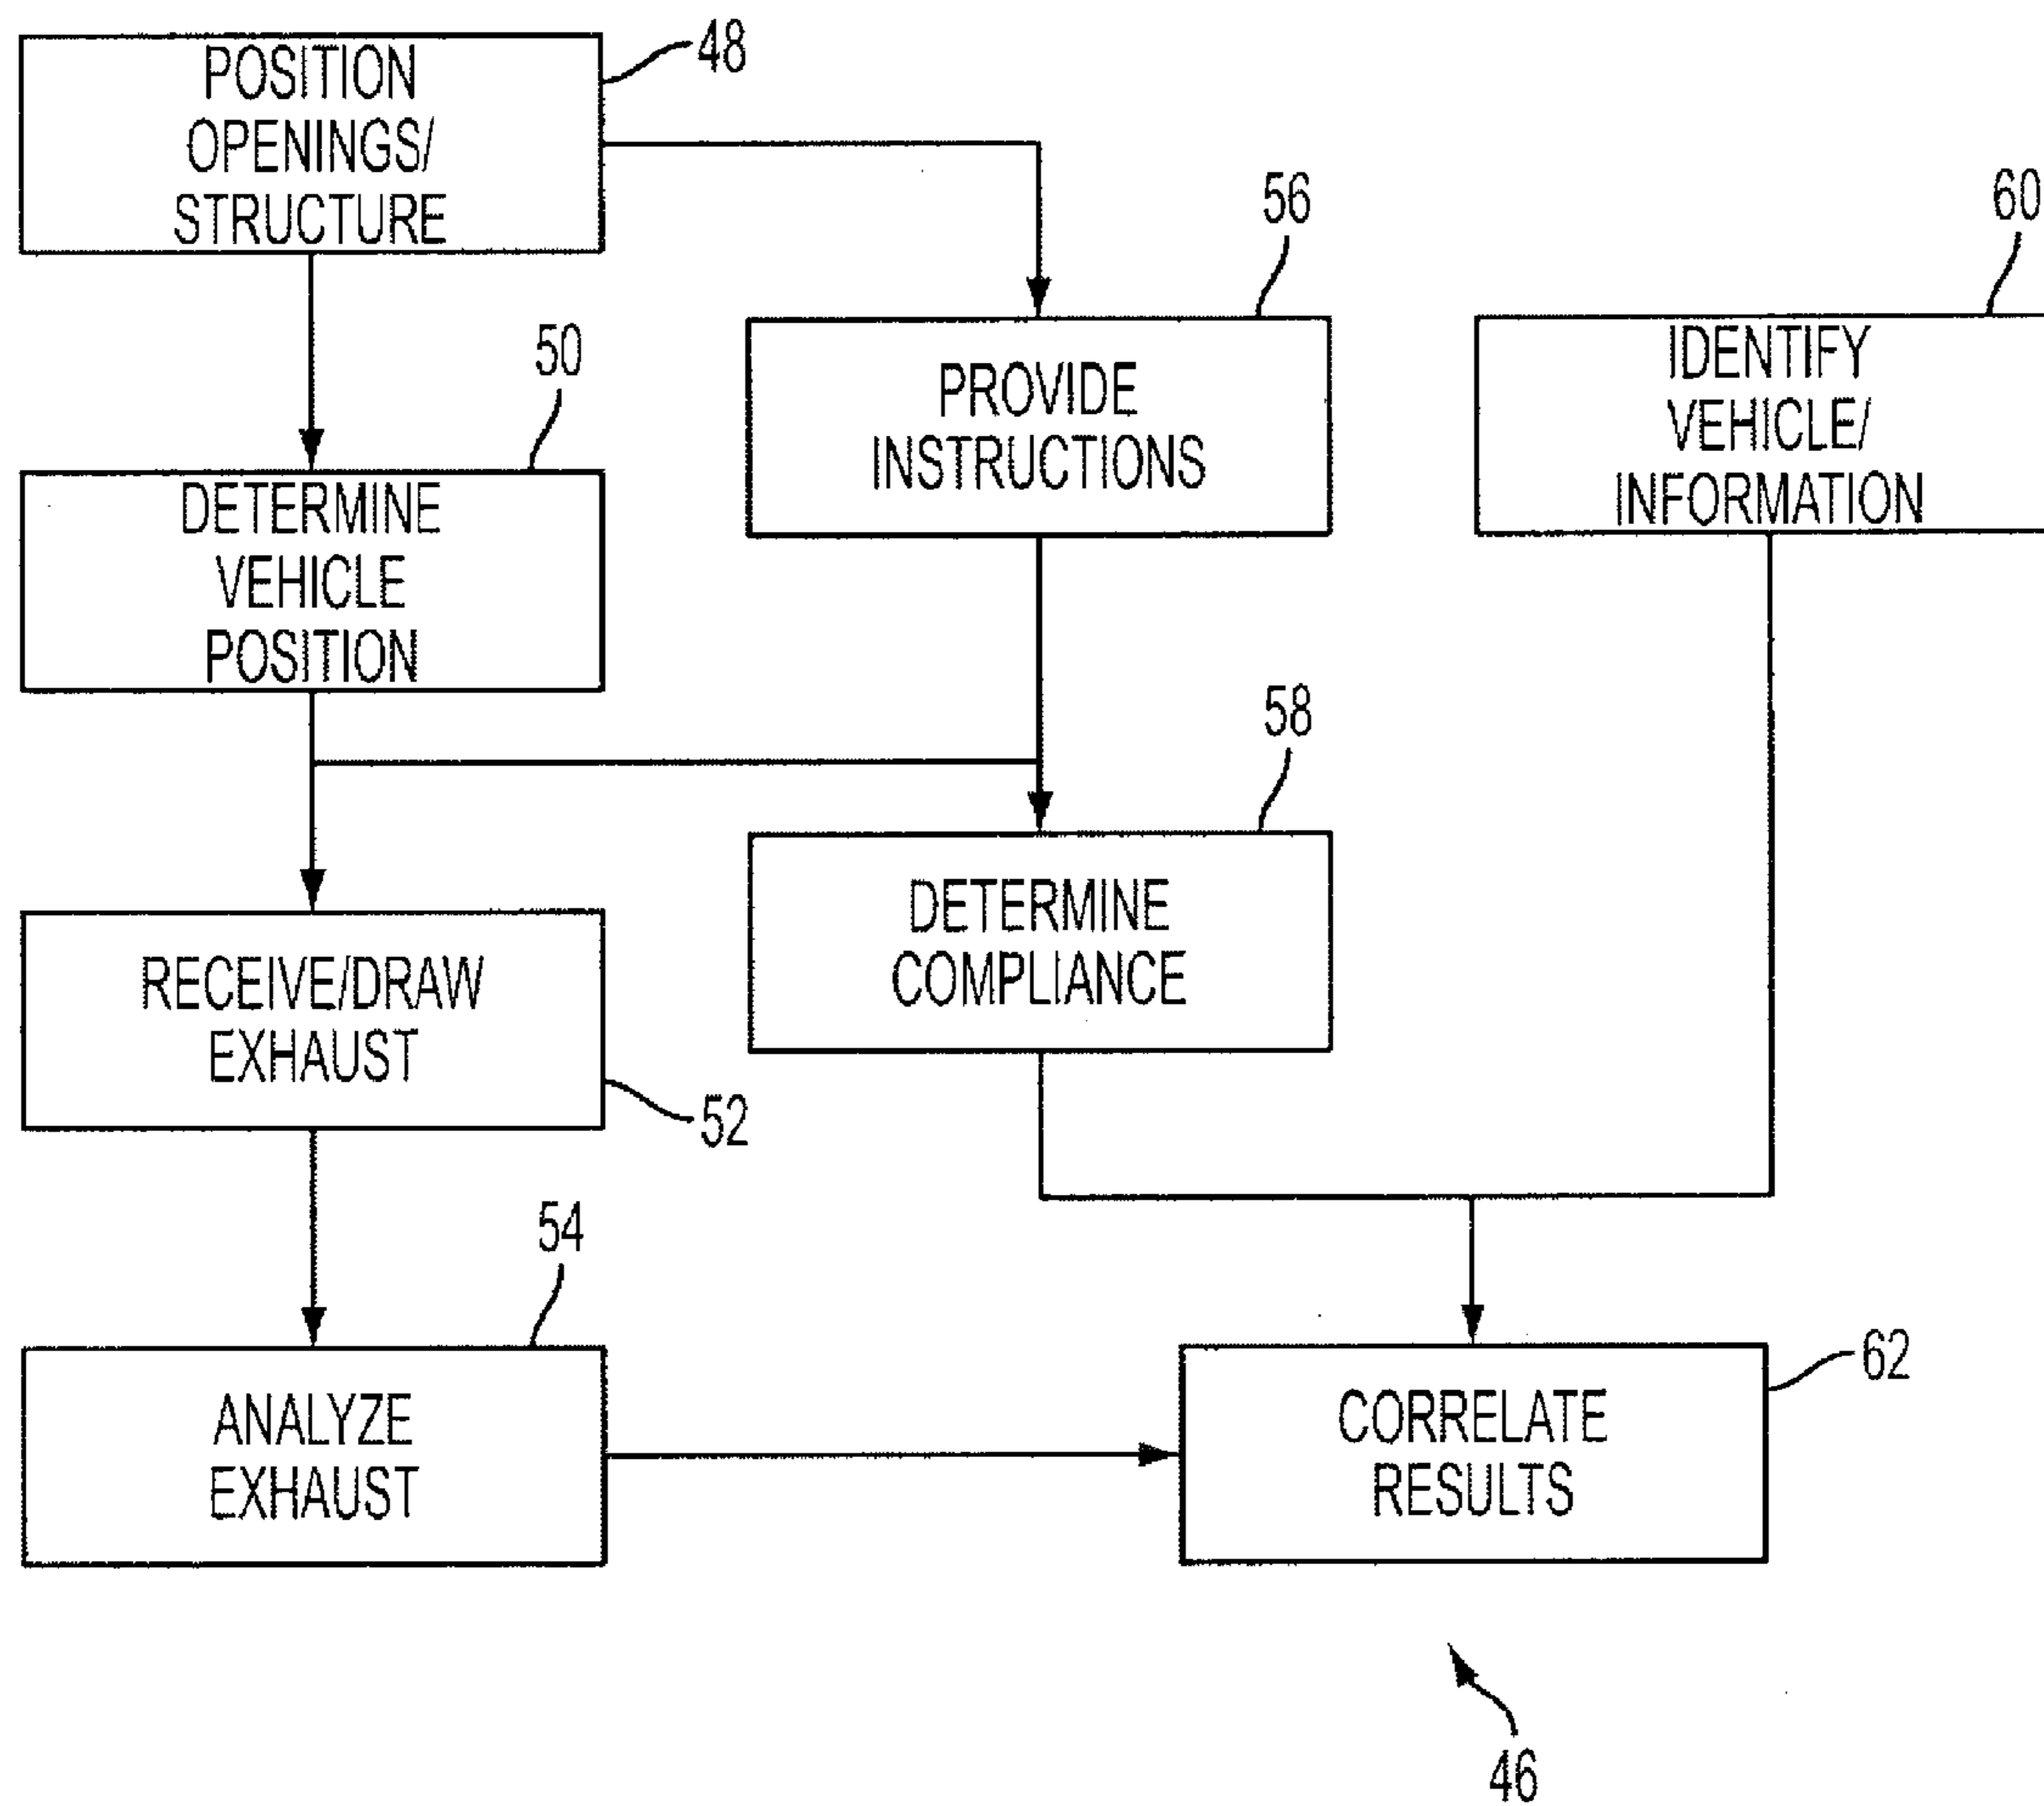 POSITION
OPENINGS/
STRUCTURE
48
56
PROVIDE
INSTRUCTIONS
60
IDENTIFY
VEHICLE/
INFORMATION
50
DETERMINE
VEHICLE
POSITION
58
DETERMINE
COMPLIANCE
RECEIVE/DRAW
EXHAUST
52
54
ANALYZE
EXHAUST
62
CORRELATE
RESULTS
46